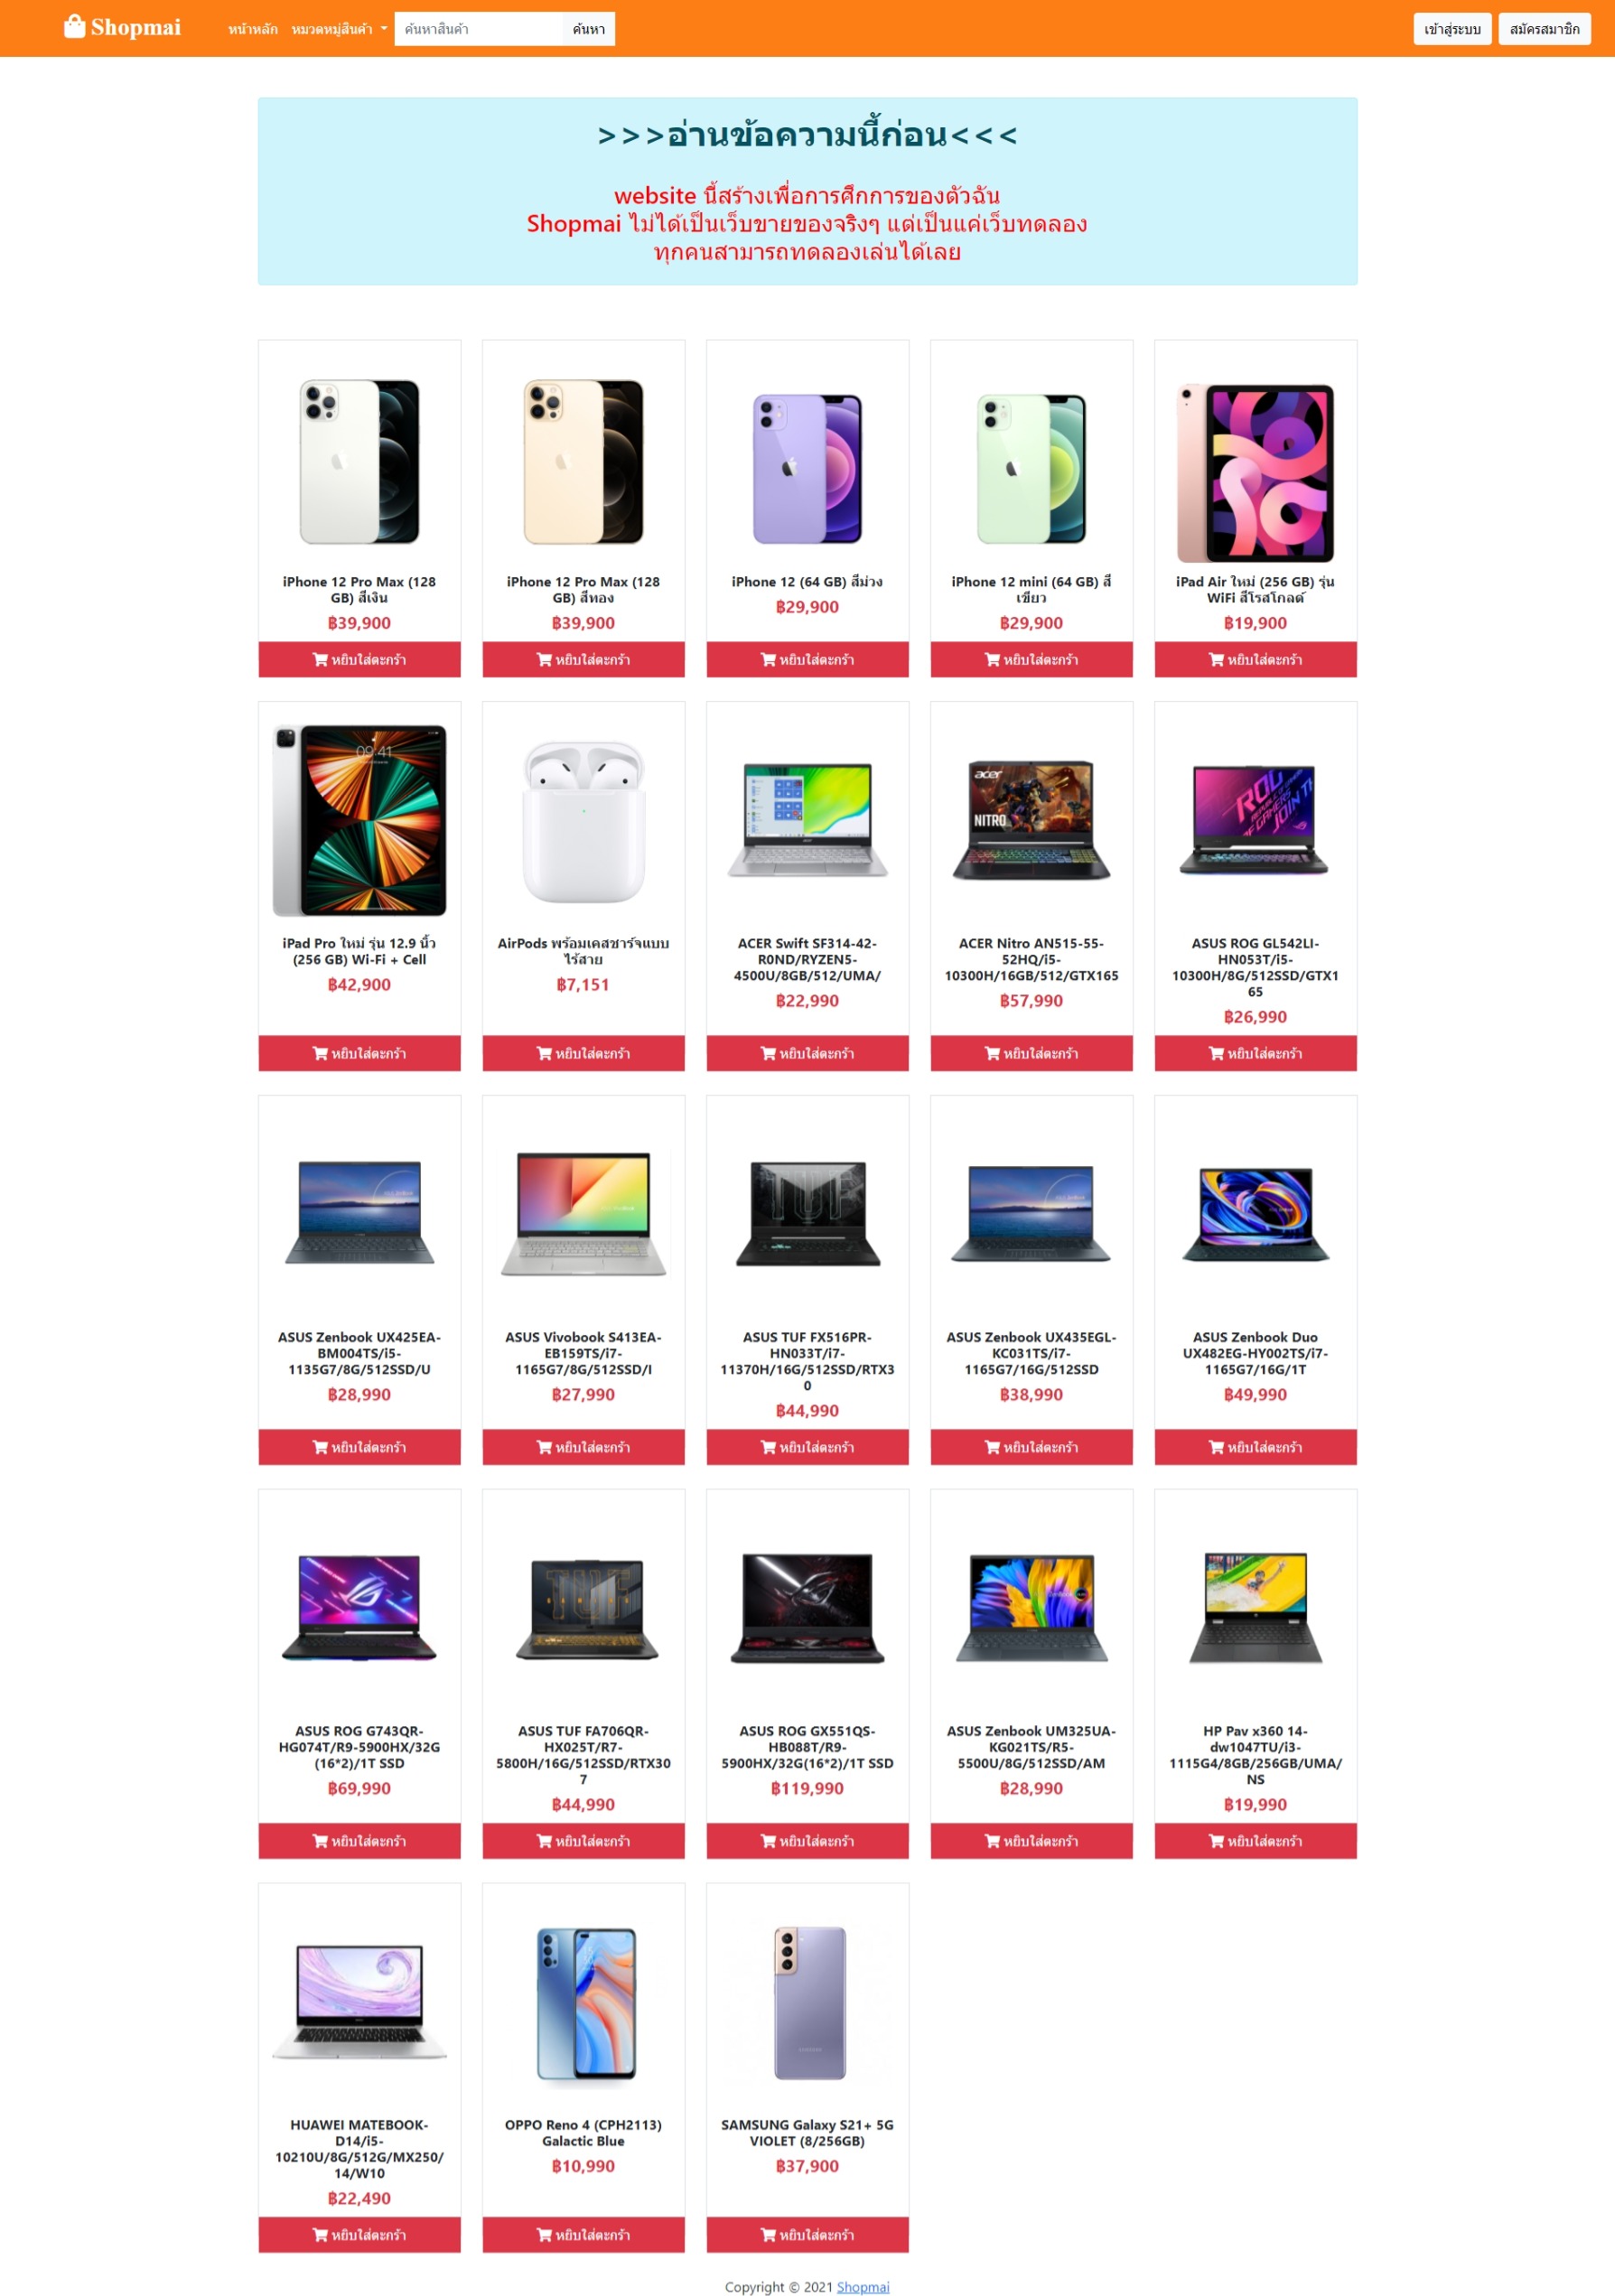 Shopmai
หน้าหลัก หมวดหมู่สินค้า ค้นหาสินค้า ค้นหา เข้าสู่ระบบ สมัครสมาชิก
>>>อ่านข้อความนี้ก่อน<<<
website นี้สร้างเพื่อการศึกการของตัวฉัน
Shopmai ไม่ได้เป็นเว็บขายของจริงๆ แต่เป็นแค่เว็บทดลอง
ทุกคนสามารถทดลองเล่นได้เลย
iPhone 12 Pro Max (128
GB) สีเงิน
฿39,900
หยิบใส่ตะกร้า
iPhone 12 Pro Max (128
GB) สีทอง
฿39,900
หยิบใส่ตะกร้า
iPhone 12 (64 GB) สีม่วง
฿29,900
หยิบใส่ตะกร้า
iPhone 12 mini (64 GB) สี
เขียว
฿29,900
หยิบใส่ตะกร้า
iPad Air ใหม่ (256 GB) รุ่น
WiFi สีโรสโกลด์
฿19,900
หยิบใส่ตะกร้า
09:41
iPad Pro ใหม่ รุ่น 12.9 นิ้ว
(256 GB) Wi-Fi + Cell
฿42,900
หยิบใส่ตะกร้า
AirPods พร้อมเคสชาร์จแบบ
ไร้สาย
฿7,151
หยิบใส่ตะกร้า
ACER Swift SF314-42-
R0ND/RYZEN5-
4500U/8GB/512/UMA/
฿22,990
หยิบใส่ตะกร้า
acer
NITRO
ACER Nitro AN515-55-
52HQ/i5-
10300H/16GB/512/GTX165
฿57,990
หยิบใส่ตะกร้า
ROG
REPUBLIC OF
OF GAMERS
JOIN TH
ASUS ROG GL542LI-
HN053T/i5-
10300H/8G/512SSD/GTX1
65
฿26,990
หยิบใส่ตะกร้า
ASUS Zenbook UX425EA-
BM004TS/i5-
1135G7/8G/512SSD/U
฿28,990
หยิบใส่ตะกร้า
ASUS Vivobook S413EA-
EB159TS/i7-
1165G7/8G/512SSD/I
฿27,990
หยิบใส่ตะกร้า
TUF
ASUS TUF FX516PR-
HN033T/i7-
11370H/16G/512SSD/RTX3
0
฿44,990
หยิบใส่ตะกร้า
ASUS Zenbook UX435EGL-
KC031TS/i7-
1165G7/16G/512SSD
฿38,990
หยิบใส่ตะกร้า
ASUS Zenbook Duo
UX482EG-HY002TS/i7-
1165G7/16G/1T
฿49,990
หยิบใส่ตะกร้า
ASUS ROG G743QR-
HG074T/R9-5900HX/32G
(16*2)/1T SSD
฿69,990
หยิบใส่ตะกร้า
TUF
ASUS TUF FA706QR-
HX025T/R7-
5800H/16G/512SSD/RTX30
7
฿44,990
หยิบใส่ตะกร้า
ASUS ROG GX551QS-
HB088T/R9-
5900HX/32G(16*2)/1T SSD
฿119,990
หยิบใส่ตะกร้า
ASUS Zenbook UM325UA-
KG021TS/R5-
5500U/8G/512SSD/AM
฿28,990
หยิบใส่ตะกร้า
HP Pav x360 14-
dw1047TU/i3-
1115G4/8GB/256GB/UMA/
NS
฿19,990
หยิบใส่ตะกร้า
HUAWEI MATEBOOK-
D14/i5-
10210U/8G/512G/MX250/
14/W10
฿22,490
หยิบใส่ตะกร้า
OPPO Reno 4 (CPH2113)
Galactic Blue
฿10,990
หยิบใส่ตะกร้า
SAMSUNG
SAMSUNG Galaxy S21+ 5G
VIOLET (8/256GB)
฿37,900
หยิบใส่ตะกร้า
Copyright © 2021 Shopmai